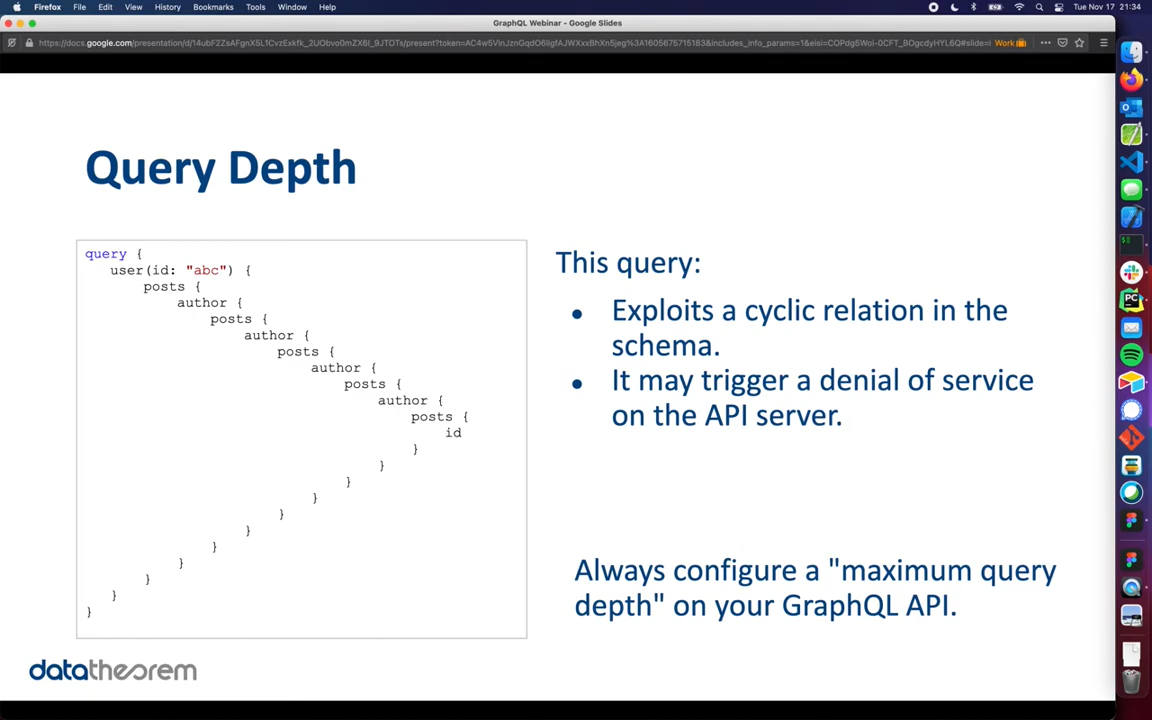 Firefox File Edit View History Bookmarks Tools Window Help Tue Nov 17 21:34
GraphQL Webinar - Google Slides
Work
Query Depth
query {
user(id: "abc") {
posts {
author {
posts {
author {
posts {
author {
posts {
author {
posts {
id
}
}
}
}
}
}
}
}
}
}
}
This query:
● Exploits a cyclic relation in the
schema.
● It may trigger a denial of service
on the API server.
Always configure a "maximum query
depth" on your GraphQL API.
datatheorem